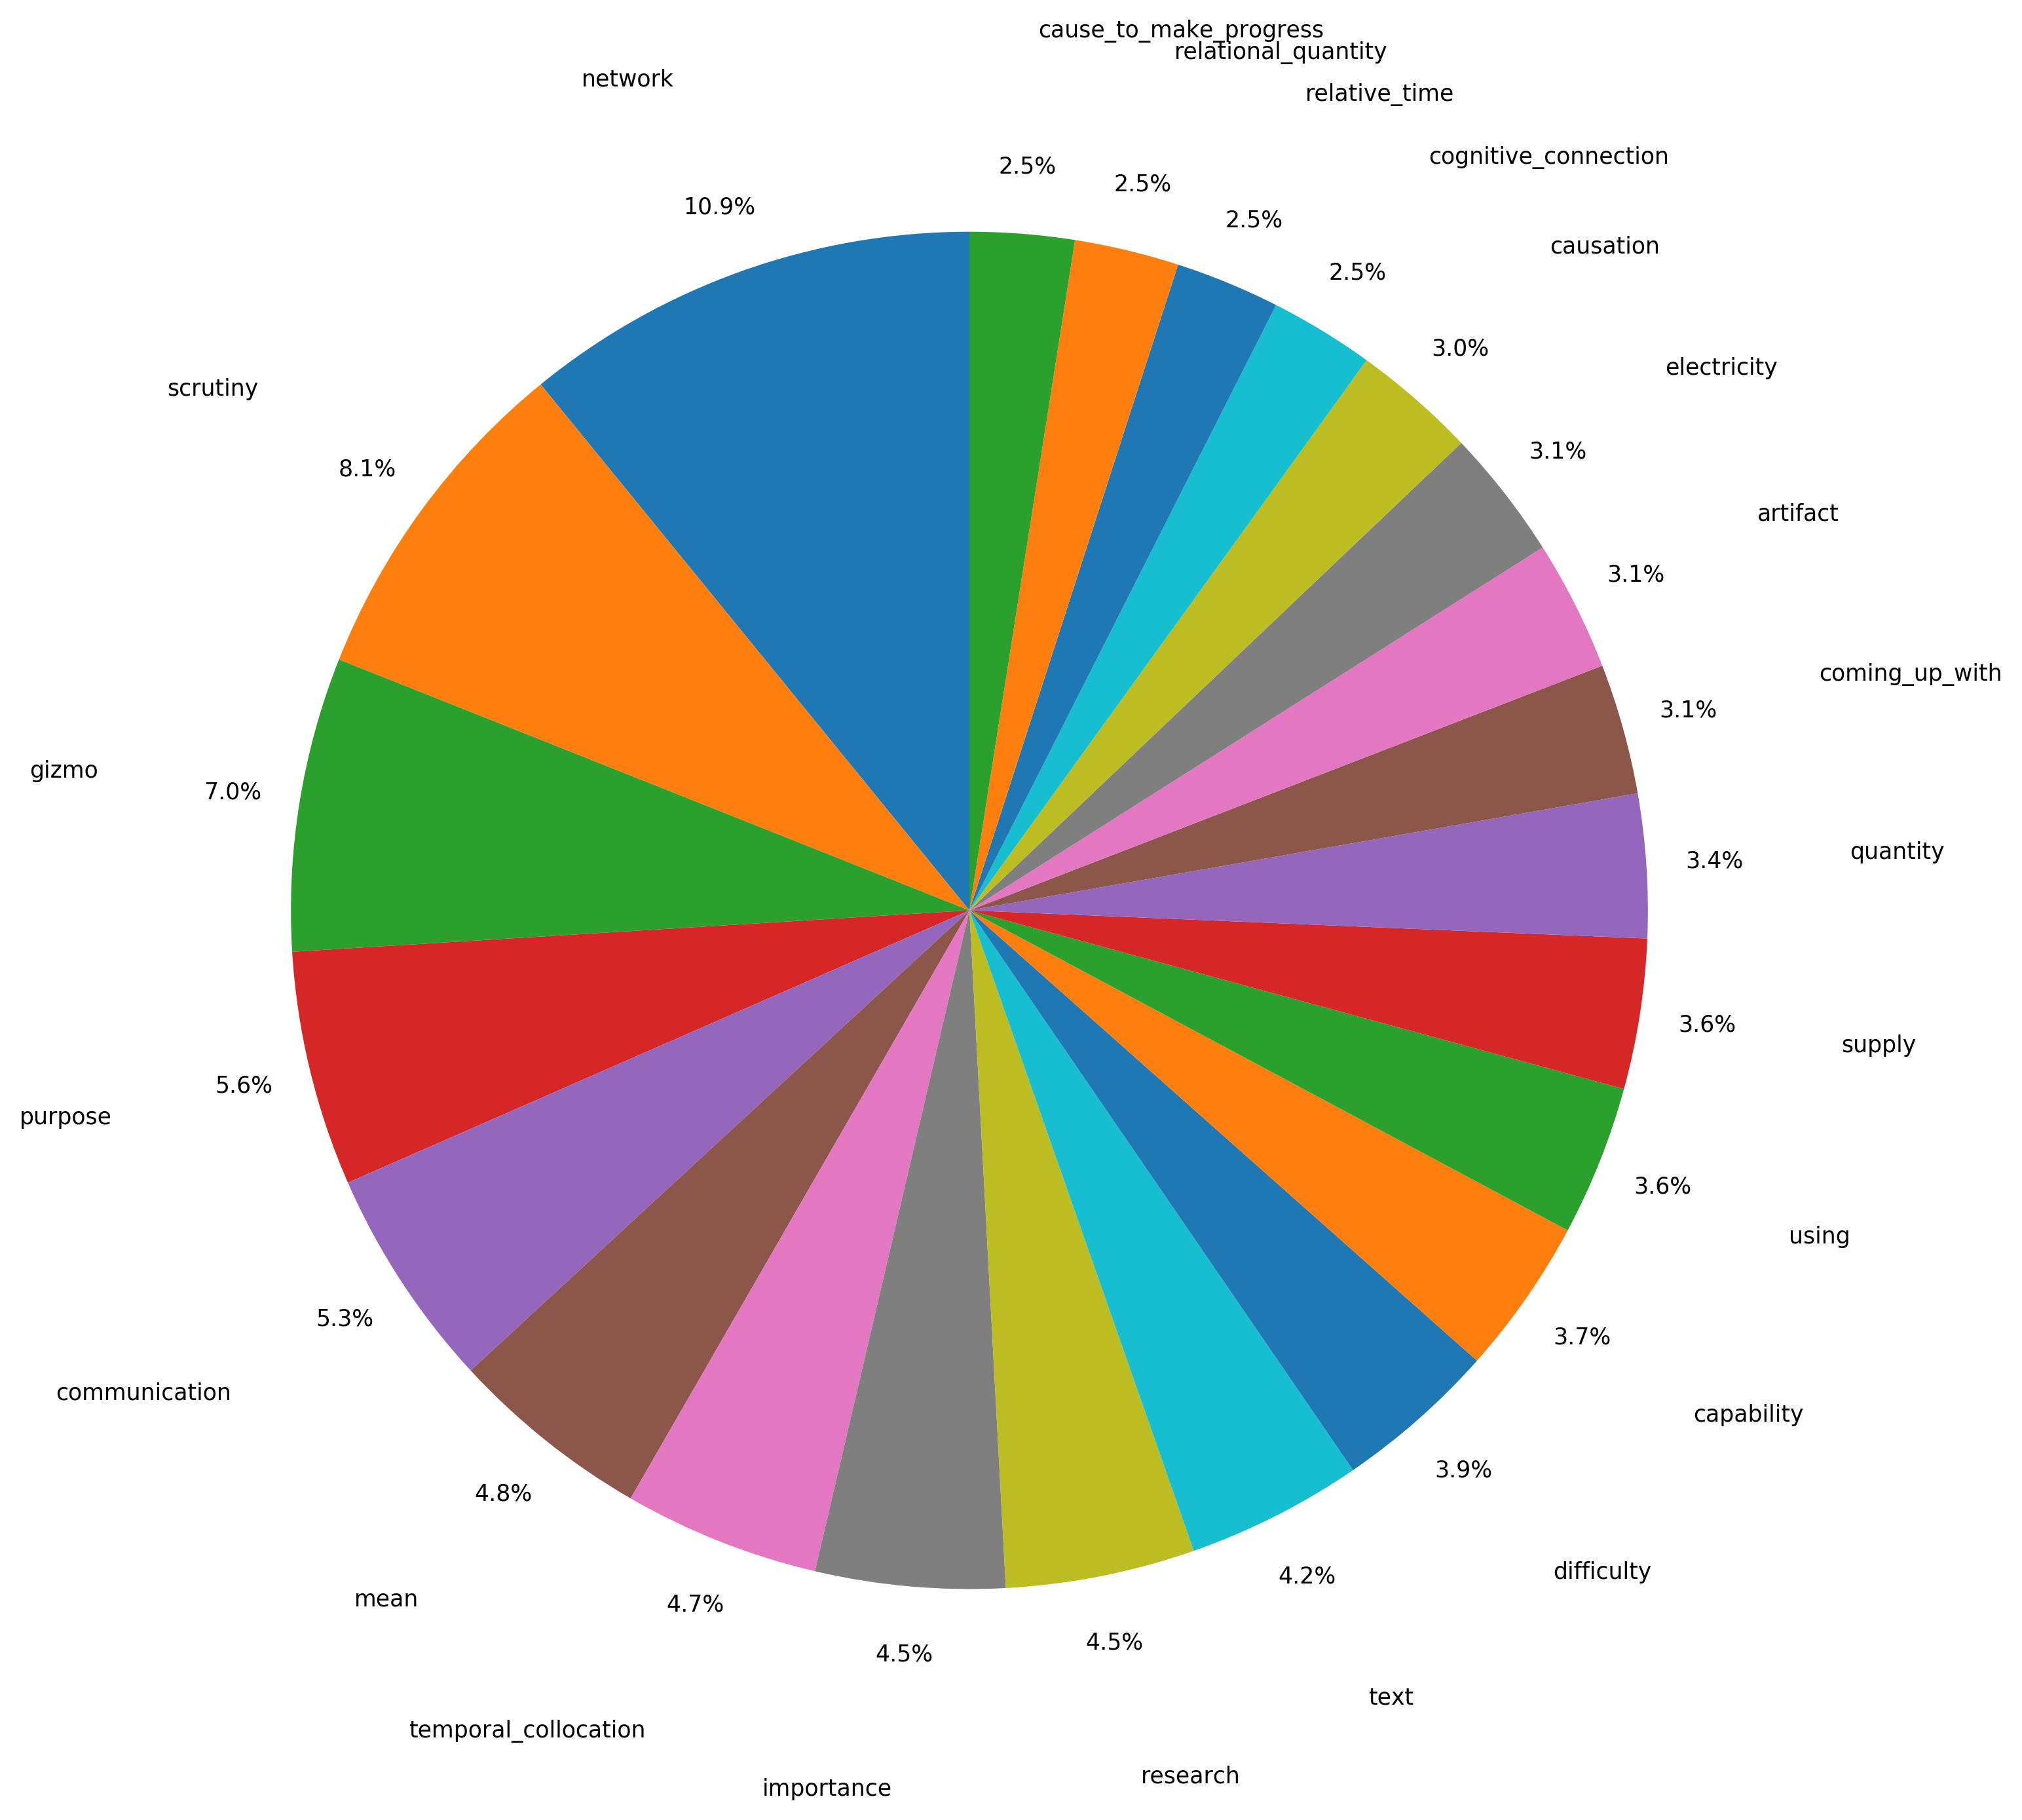 cause_to_make_progress
relational_quantity
network
relative_time
cognitive_connection
2.5%
2.5%
10.9%
2.5%
causation
2.5%
3.0%
electricity
scrutiny
8.1%
3.1%
artifact
3.1%
coming_up_with
3.1%
gizmo
7.0%
quantity
3.4%
3.6%
supply
5.6%
purpose
3.6%
using
5.3%
3.7%
communication
capability
3.9%
4.8%
difficulty
4.2%
mean
4.7%
4.5%
4.5%
text
temporal_collocation
research
importance